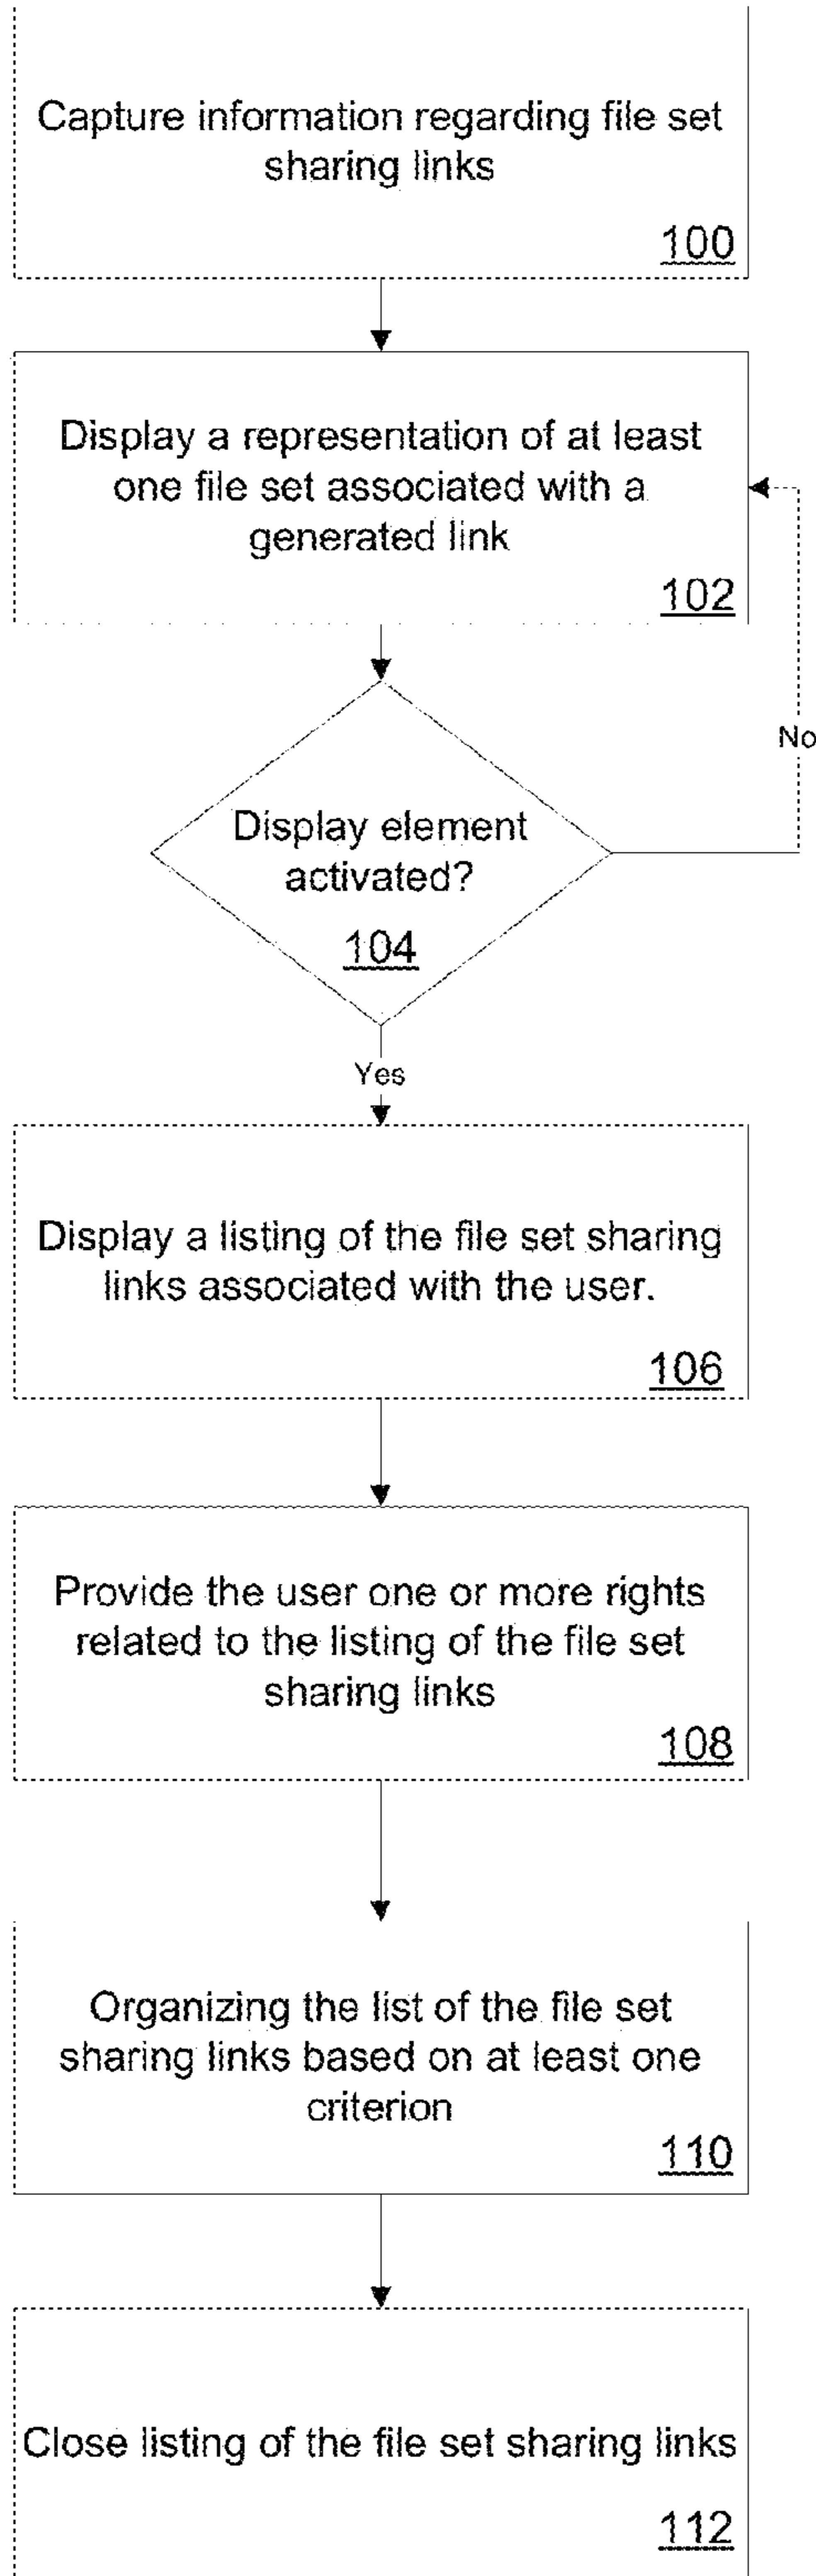 Capture information regarding file set
sharing links
100
Display a representation of at least
one file set associated with a
generated link
102
No
Display element
activated?
104
Yes
Display a listing of the file set sharing
links associated with the user.
106
Provide the user one or more rights
related to the listing of the file set
sharing links
108
Organizing the list of the file set
sharing links based on at least one
criterion
110
Close listing of the file set sharing links
112